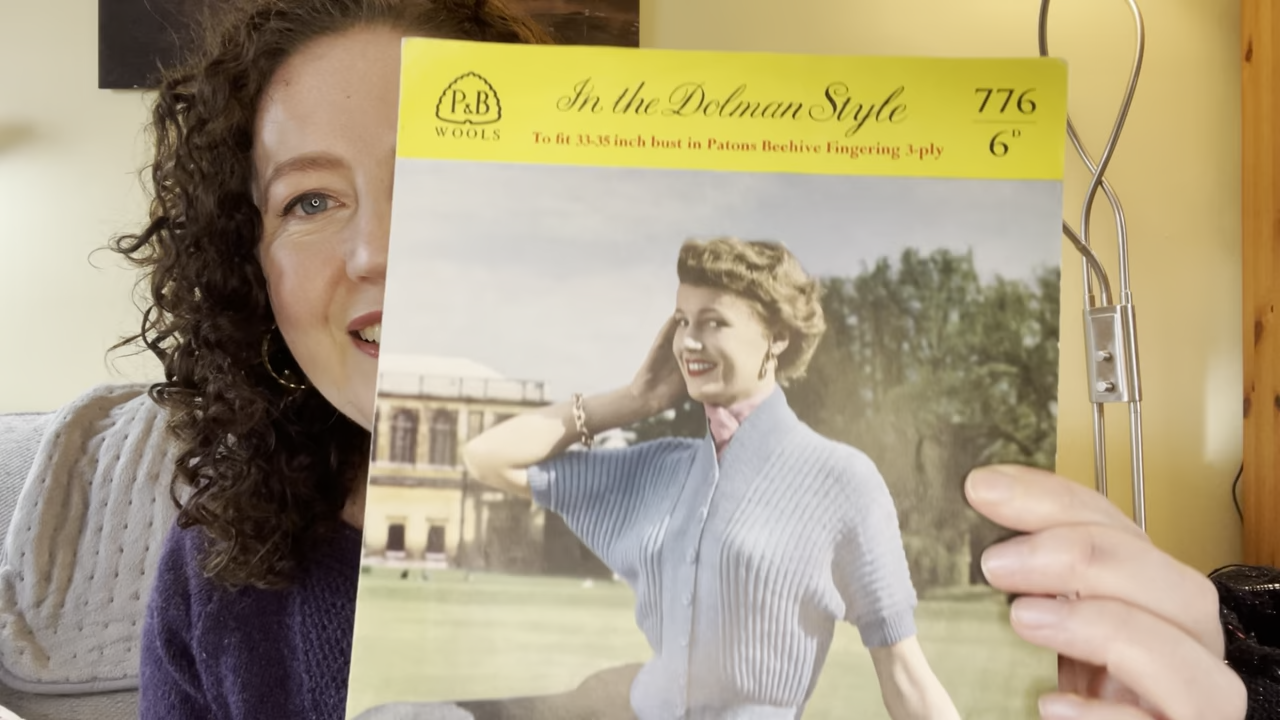 P&B
WOOLS
In the Dolman Style
To fit 33-35 inch bust in Patons Beehive Fingering 3-ply
776
6D